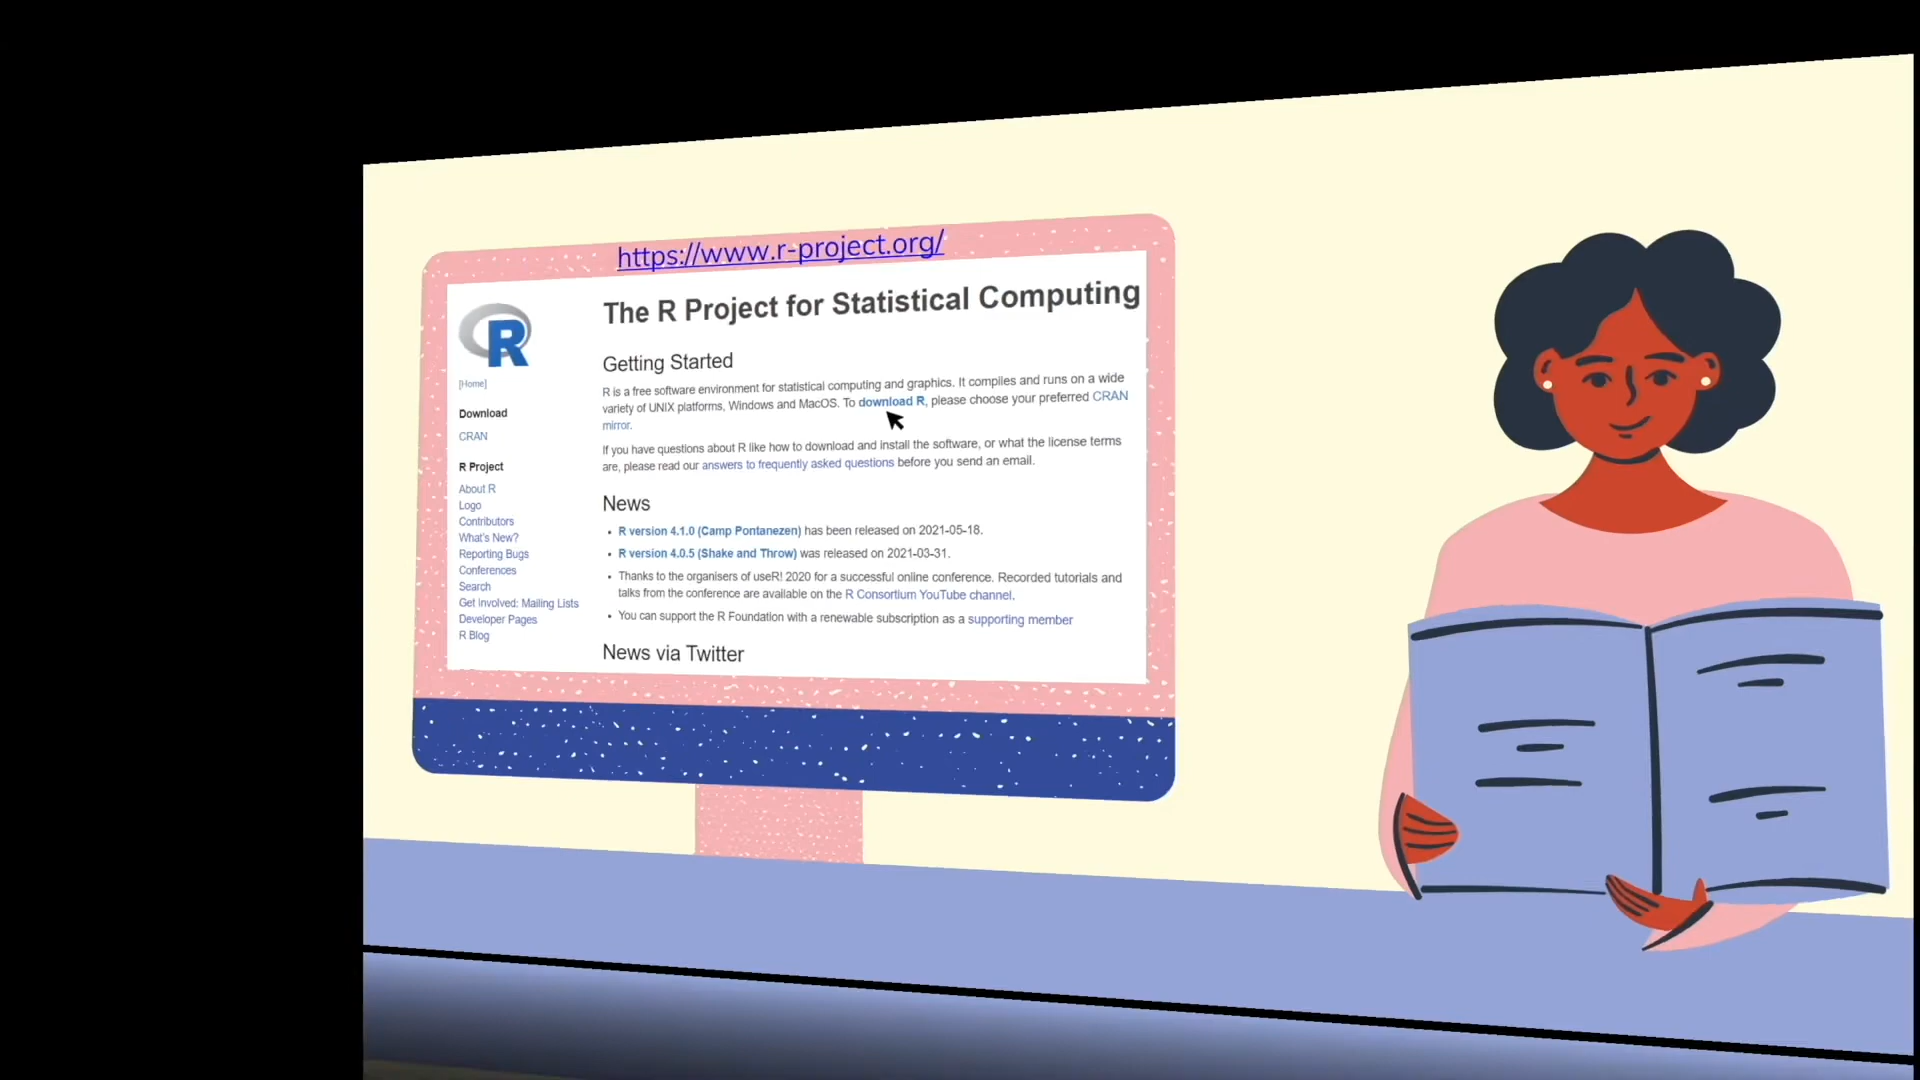 https://www.r-project.org/
R
[Home]
Download
CRAN
R Project
About R
Logo
Contributors
What's New?
Reporting Bugs
Conferences
Search
Get involved: Mailing Lists
Developer Pages
R Blog
The R Project for Statistical Computing
Getting Started
R is a free software environment for statistical computing and graphics. It compiles and runs on a wide
variety of UNIX platforms, Windows and MacOS. To download R, please choose your preferred CRAN
mirror.
If you have questions about R like how to download and install the software, or what the license terms
are, please read our answers to frequently asked questions before you send an email.
News
• R version 4.1.0 (Camp Pontanezen) has been released on 2021-05-18.
• R version 4.0.5 (Shake and Throw) was released on 2021-03-31.
• Thanks to the organisers of useR! 2020 for a successful online conference. Recorded tutorials and
talks from the conference are available on the R Consortium YouTube channel.
• You can support the R Foundation with a renewable subscription as a supporting member
News via Twitter